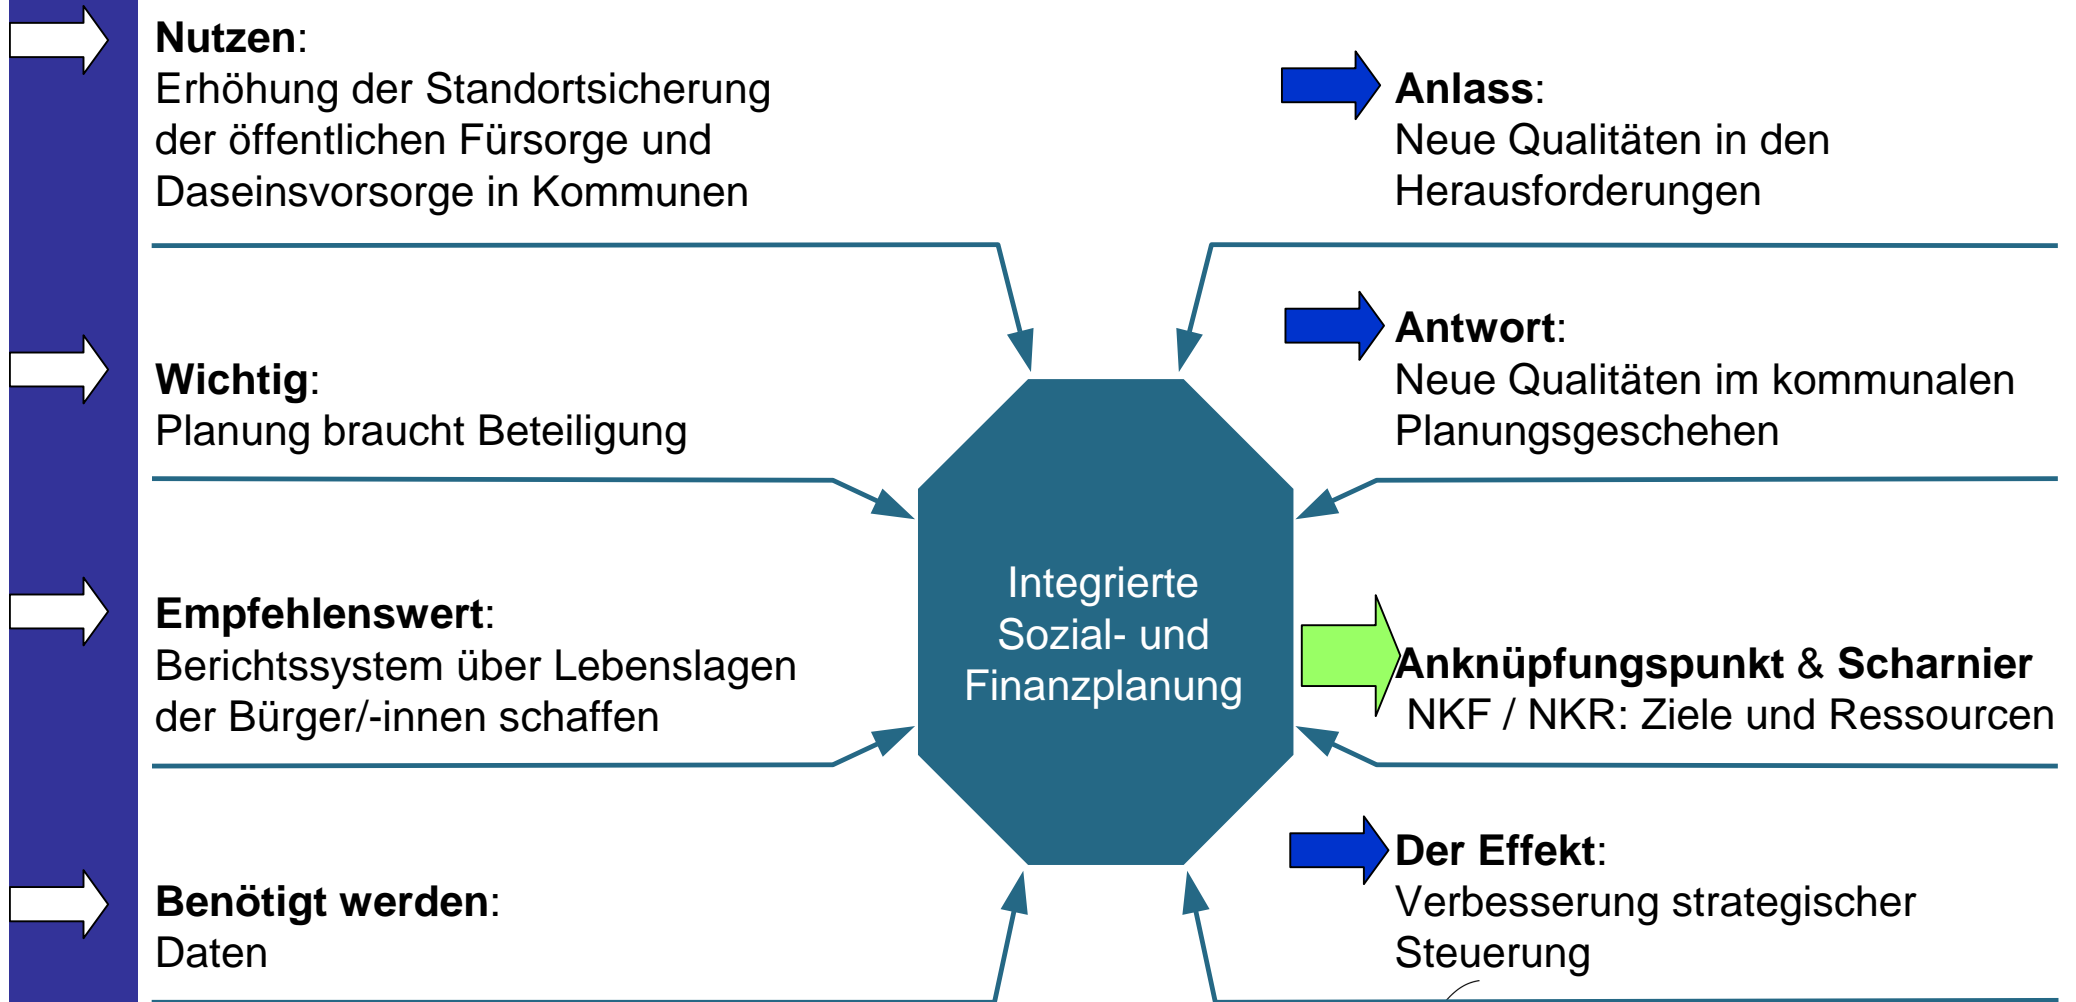 Nutzen:
Erhöhung der Standortsicherung
der öffentlichen Fürsorge und
Daseinsvorsorge in Kommunen
Wichtig:
Planung braucht Beteiligung
Empfehlenswert:
Berichtssystem über Lebenslagen
der Bürger/-innen schaffen
Benötigt werden:
Daten
Integrierte
Sozial- und
Finanzplanung
Anlass:
Neue Qualitäten in den
Herausforderungen
Antwort:
Neue Qualitäten im kommunalen
Planungsgeschehen
Anknüpfungspunkt & Scharnier
NKF / NKR: Ziele und Ressourcen
Der Effekt:
Verbesserung strategischer
Steuerung